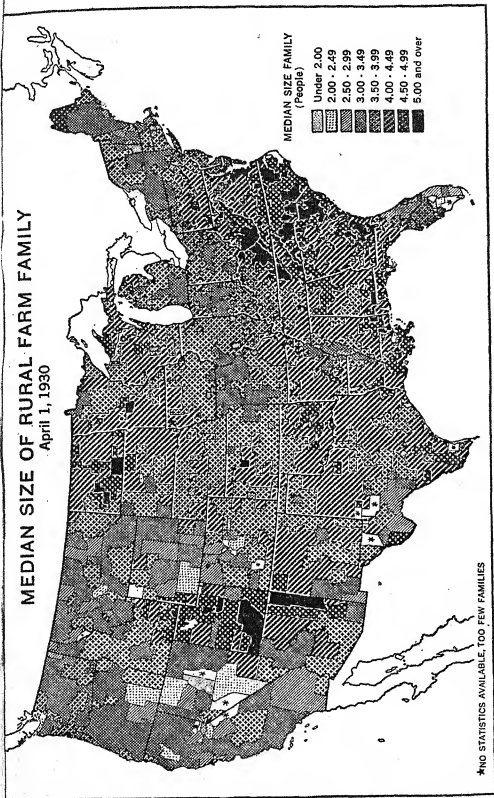 MEDIAN SIZE OF RURAL FARM FAMILY
April 1, 1930
MEDIAN SIZE FAMILY
(People)
Under 2.00
2.00 - 2.49
2.50 - 2.99
3.00 - 3.49
3.50 - 3.99
4.00 - 4.49
4.50 - 4.99
5.00 and over
*NO STATISTICS AVAILABLE, TOO FEW FAMILIES